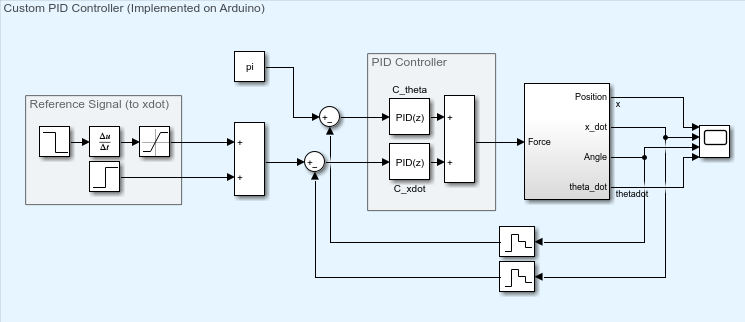 Custom PID Controller (Implemented on Arduino)
pi
PID Controller
C_theta
PID(z)
+
+
PID(z)
C_xdot
Reference Signal (to xdot)
Δu
Δt
+
+
+
−
+
−
Force
Position
x_dot
Angle
theta_dot
x
thetadot